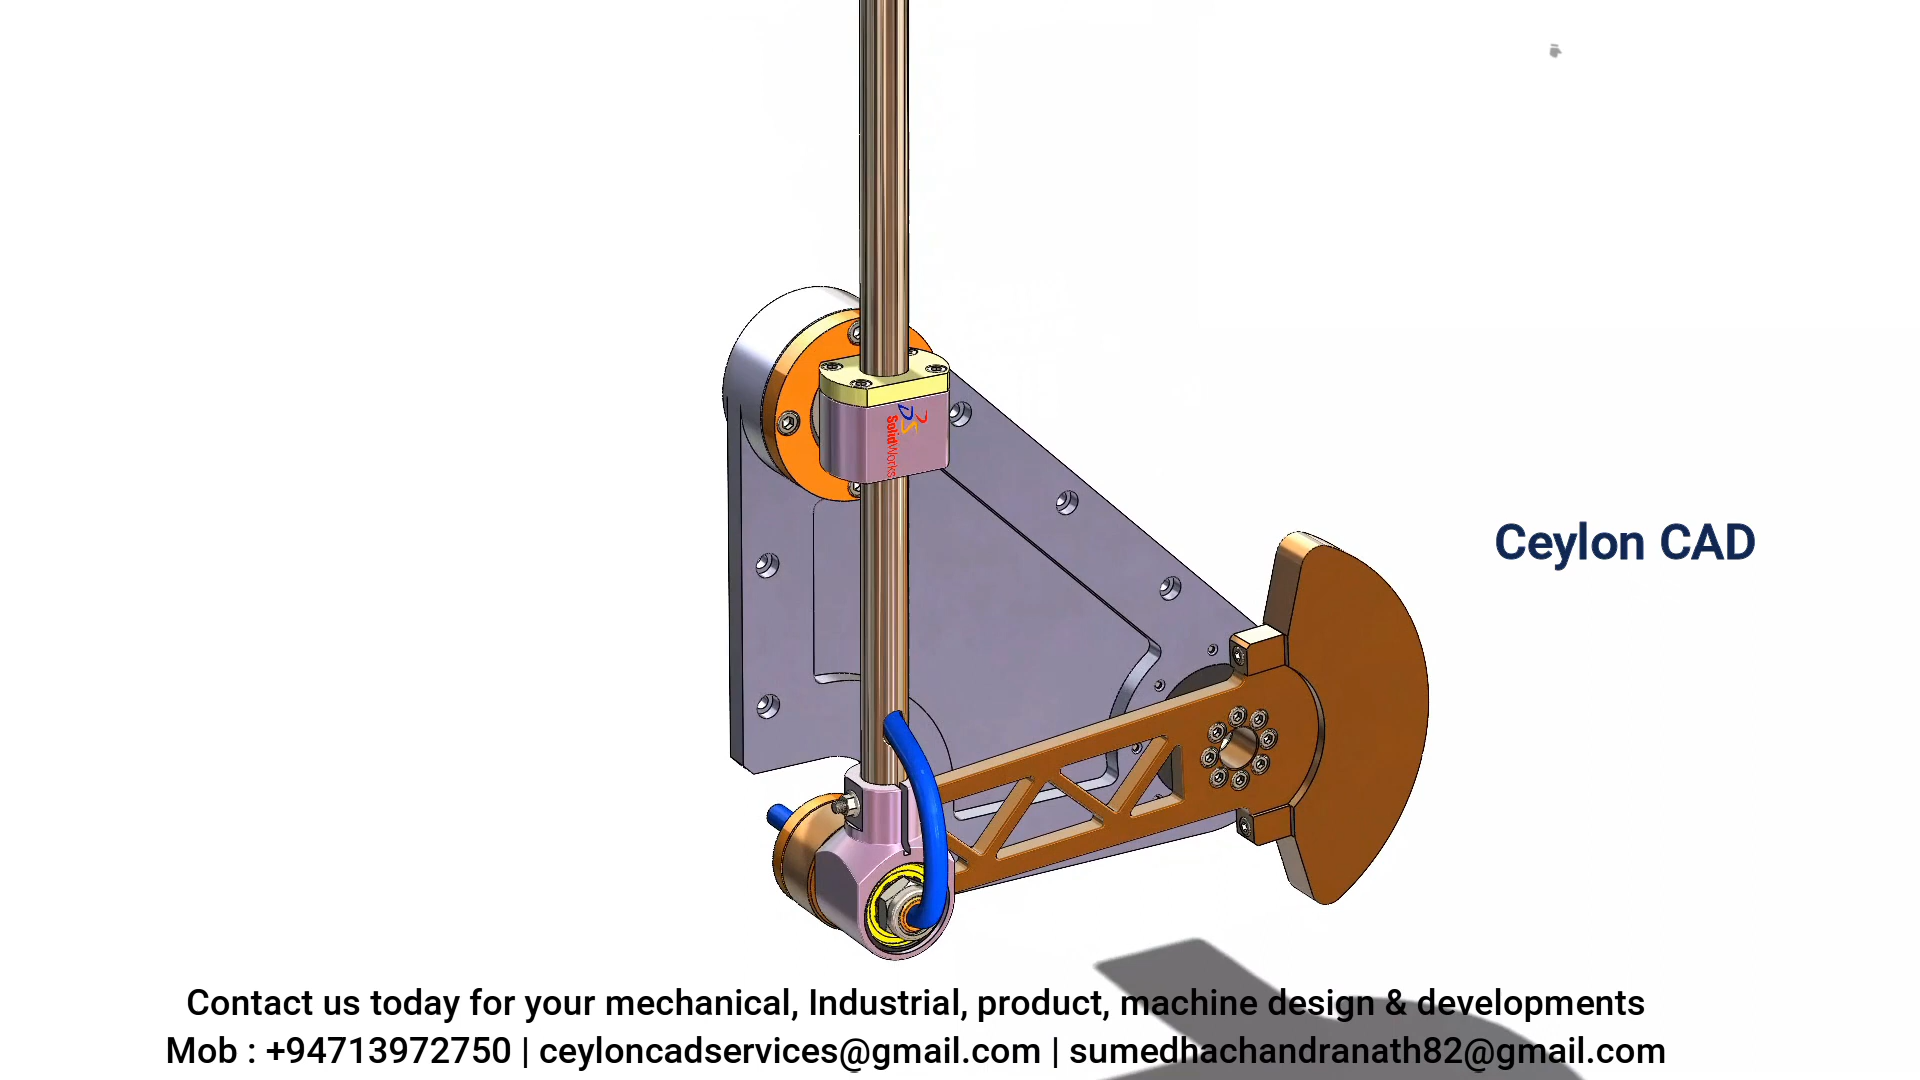 DS
SolidWorks
Ceylon CAD
Contact us today for your mechanical, Industrial, product, machine design & developments
Mob : +94713972750 | ceyloncadservices@gmail.com | sumedhachandranath82@gmail.com